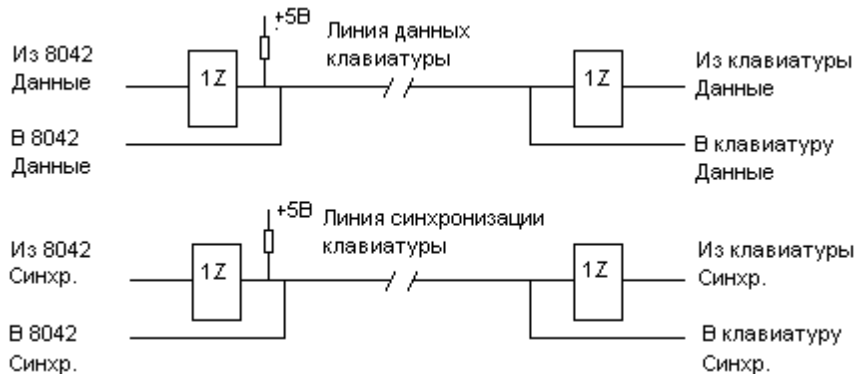 +5В
Линия данных
клавиатуры
Из 8042
Данные
1Z
1Z
Из клавиатуры
Данные
В 8042
Данные
В клавиатуру
Данные
+5В
Линия синхронизации
клавиатуры
Из 8042
Синхр.
1Z
1Z
Из клавиатуры
Синхр.
В 8042
Синхр.
В клавиатуру
Синхр.